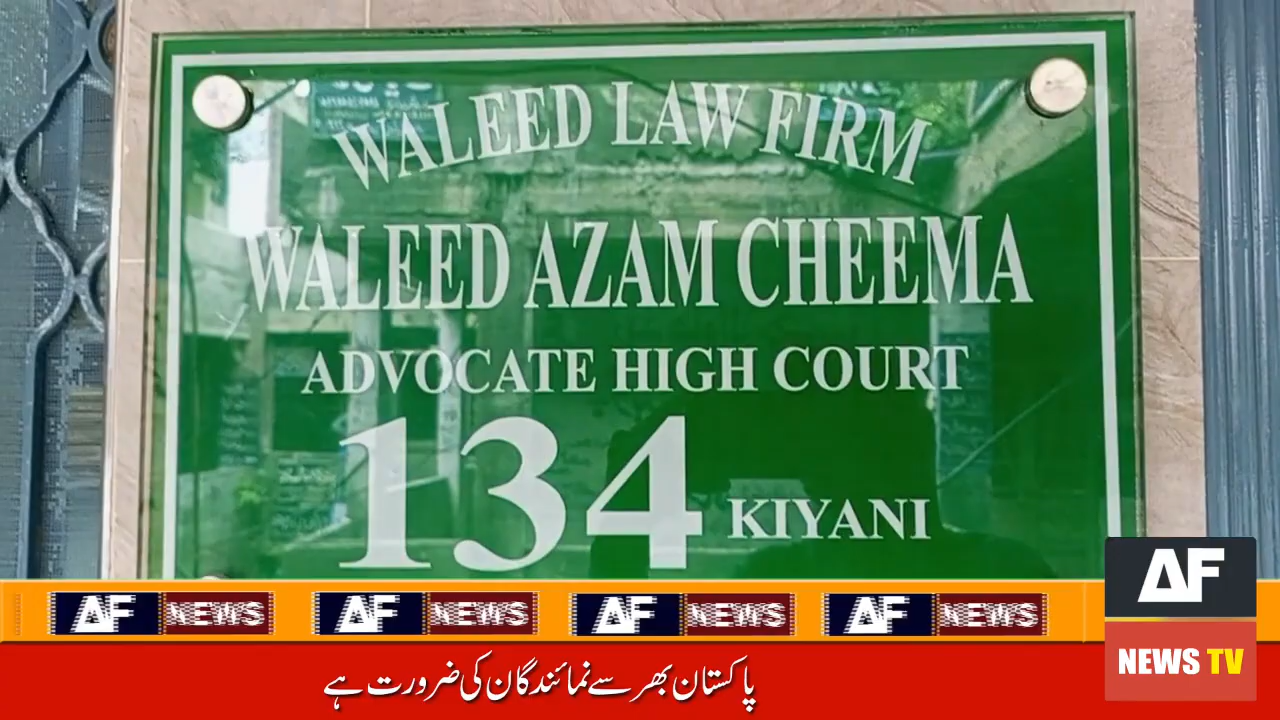 WALEED LAW FIRM
WALEED AZAM CHEEMA
ADVOCATE HIGH COURT
134 KIYANI
AF NEWS AF NEWS AF NEWS AF NEWS
AF
NEWS TV
پاکستان بھر سے نمائندگان کی ضرورت ہے